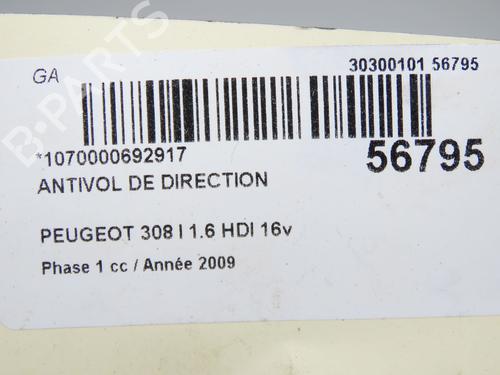 GA
30300101 56795
*1070000692917
56795
ANTIVOL DE DIRECTION
PEUGEOT 308 I 1.6 HDI 16v
Phase 1 cc / Année 2009
B-PARTS